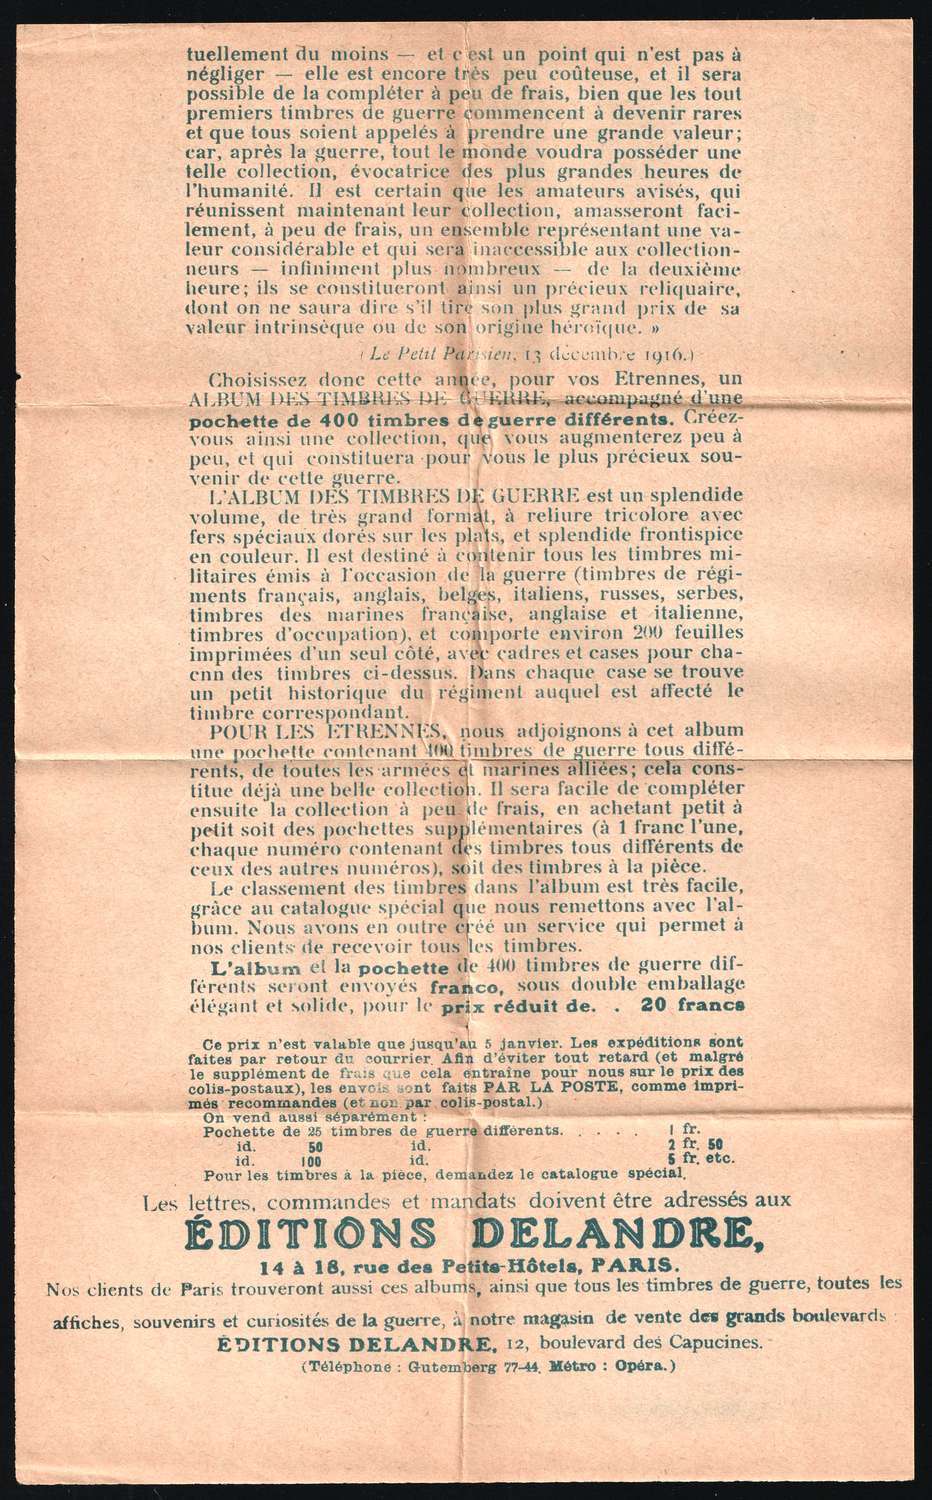 tuellement du moins — et c'est un point qui n'est pas à
négliger — elle est encore très peu coûteuse, et il sera
possible de la compléter à peu de frais, bien que les tout
premiers timbres de guerre commencent à devenir rares
et que tous soient appelés à prendre une grande valeur;
car, après la guerre, tout le monde voudra posséder une
telle collection, évocatrice des plus grandes heures de
l'humanité. Il est certain que les amateurs avisés, qui
réunissent maintenant leur collection, amasseront faci-
lement, à peu de frais, un ensemble représentant une va-
leur considérable et qui sera inaccessible aux collection-
neurs — infiniment plus nombreux — de la deuxième
heure; ils se constitueront ainsi un précieux reliquaire,
dont on ne saura dire s'il tire son plus grand prix de sa
valeur intrinsèque ou de son origine héroïque. »
(Le Petit Parisien, 13 décembre 1916.)
Choisissez donc cette année, pour vos Etrennes, un
ALBUM DES TIMBRES DE GUERRE, accompagné d'une
pochette de 400 timbres de guerre différents. Créez-
vous ainsi une collection, que vous augmenterez peu à
peu, et qui constituera pour vous le plus précieux sou-
venir de cette guerre.
L'ALBUM DES TIMBRES DE GUERRE est un splendide
volume, de très grand format, à reliure tricolore avec
fers spéciaux dorés sur les plats, et splendide frontispice
en couleur. Il est destiné à contenir tous les timbres mi-
litaires émis à l'occasion de la guerre (timbres de régi-
ments français, anglais, belges, italiens, russes, serbes,
timbres des marines française, anglaise et italienne,
timbres d'occupation), et comporte environ 200 feuilles
imprimées d'un seul côté, avec cadres et cases pour cha-
cnn des timbres ci-dessus. Dans chaque case se trouve
un petit historique du régiment auquel est affecté le
timbre correspondant.
POUR LES ETRENNES, nous adjoignons à cet album
une pochette contenant 400 timbres de guerre tous diffé-
rents, de toutes les armées et marines alliées; cela cons-
titue déjà une belle collection. Il sera facile de compléter
ensuite la collection à peu de frais, en achetant petit à
petit soit des pochettes supplémentaires (à 1 franc l'une,
chaque numéro contenant des timbres tous différents de
ceux des autres numéros), soit des timbres à la pièce.
Le classement des timbres dans l'album est très facile,
grâce au catalogue spécial que nous remettons avec l'al-
bum. Nous avons en outre créé un service qui permet à
nos clients de recevoir tous les timbres.
L'album et la pochette de 400 timbres de guerre dif-
férents seront envoyés franco, sous double emballage
élégant et solide, pour le prix réduit de. . 20 francs
Ce prix n'est valable que jusqu'au 5 janvier. Les expéditions sont
faites par retour du courrier. Afin d'éviter tout retard (et malgré
le supplément de frais que cela entraîne pour nous sur le prix des
colis-postaux), les envois sont faits PAR LA POSTE, comme impri-
més recommandes (et non par colis-postal.)
On vend aussi séparément :
Pochette de 25 timbres de guerre différents. . . . . 1 fr.
id. 50 id. 2 fr. 50
id. 100 id. 5 fr. etc.
Pour les timbres à la pièce, demandez le catalogue spécial.
Les lettres, commandes et mandats doivent être adressés aux
ÉDITIONS DELANDRE,
14 à 18, rue des Petits-Hôtels, PARIS.
Nos clients de Paris trouveront aussi ces albums, ainsi que tous les timbres de guerre, toutes les
affiches, souvenirs et curiosités de la guerre, à notre magasin de vente des grands boulevards
ÉDITIONS DELANDRE, 12, boulevard des Capucines.
(Téléphone : Gutemberg 77-44. Métro : Opéra.)